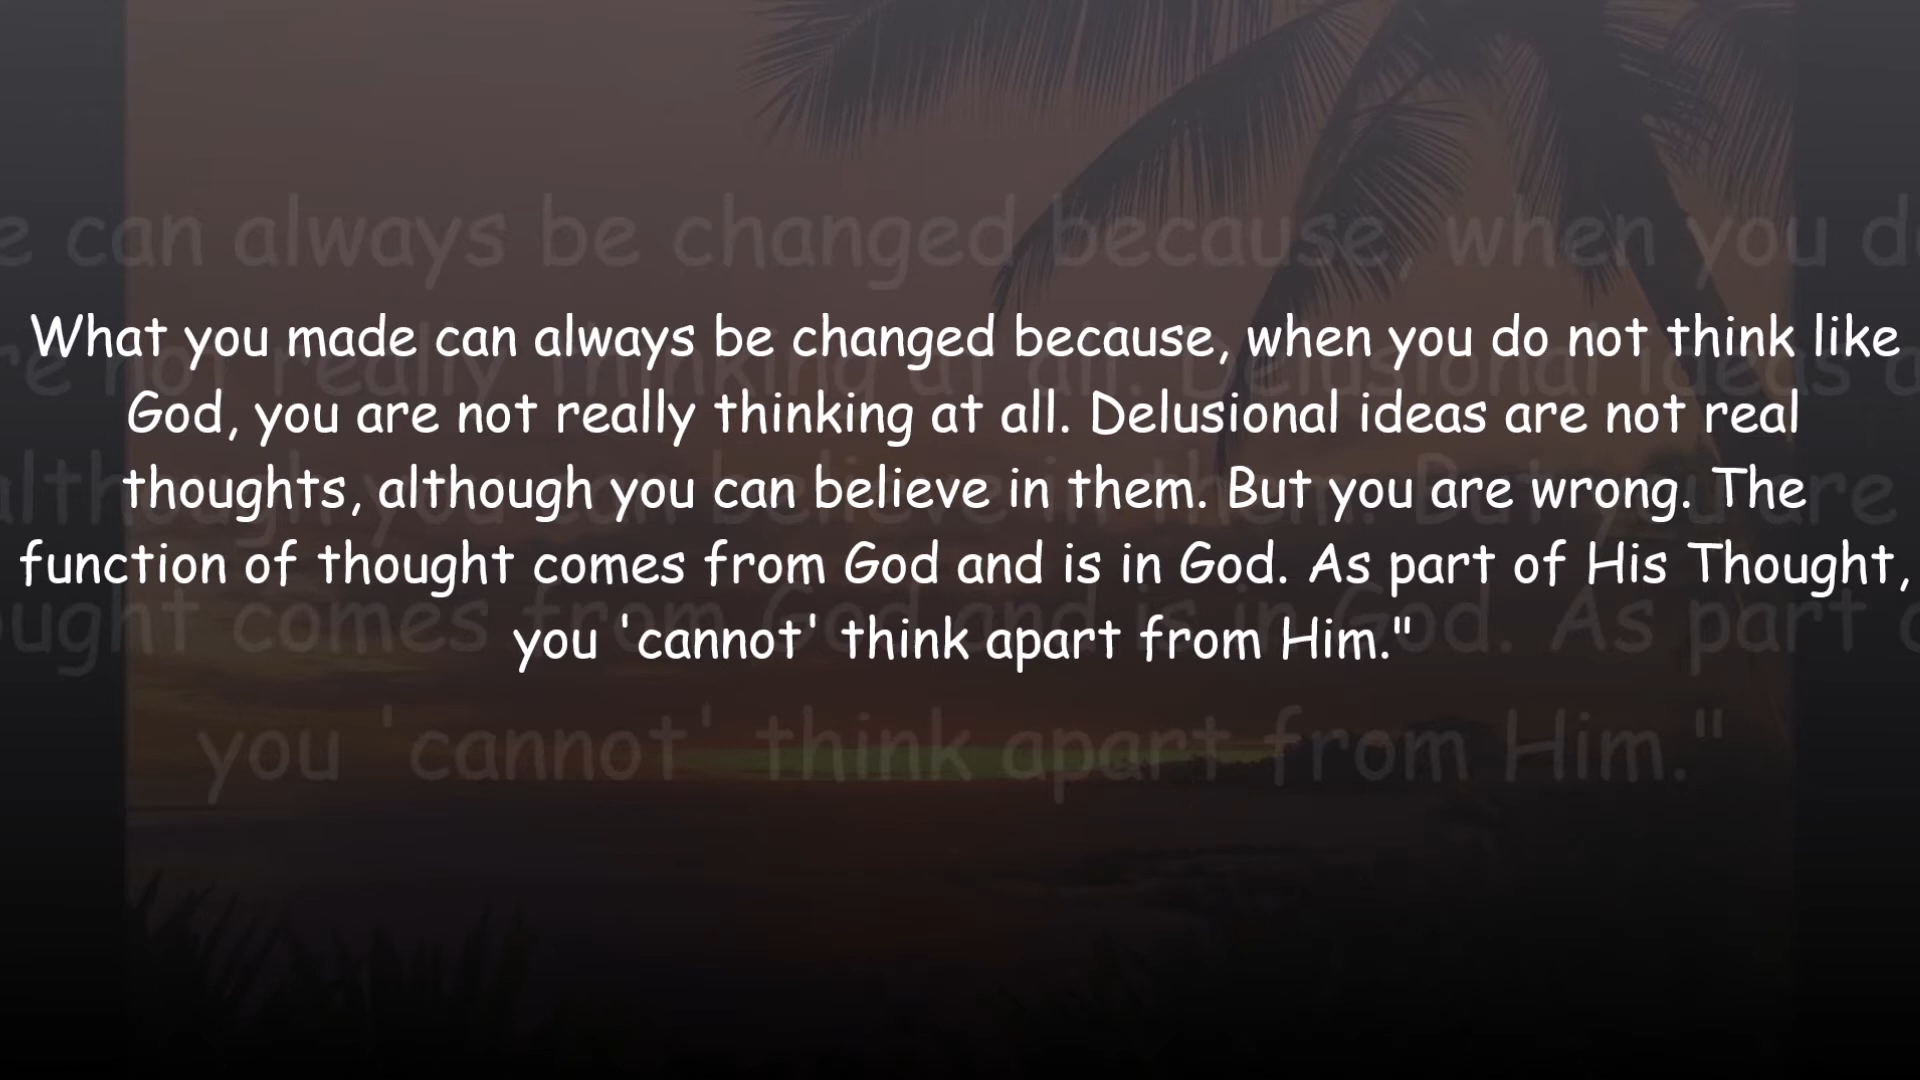 What you made can always be changed because, when you do not think like
God, you are not really thinking at all. Delusional ideas are not real
thoughts, although you can believe in them. But you are wrong. The
function of thought comes from God and is in God. As part of His Thought,
you 'cannot' think apart from Him."